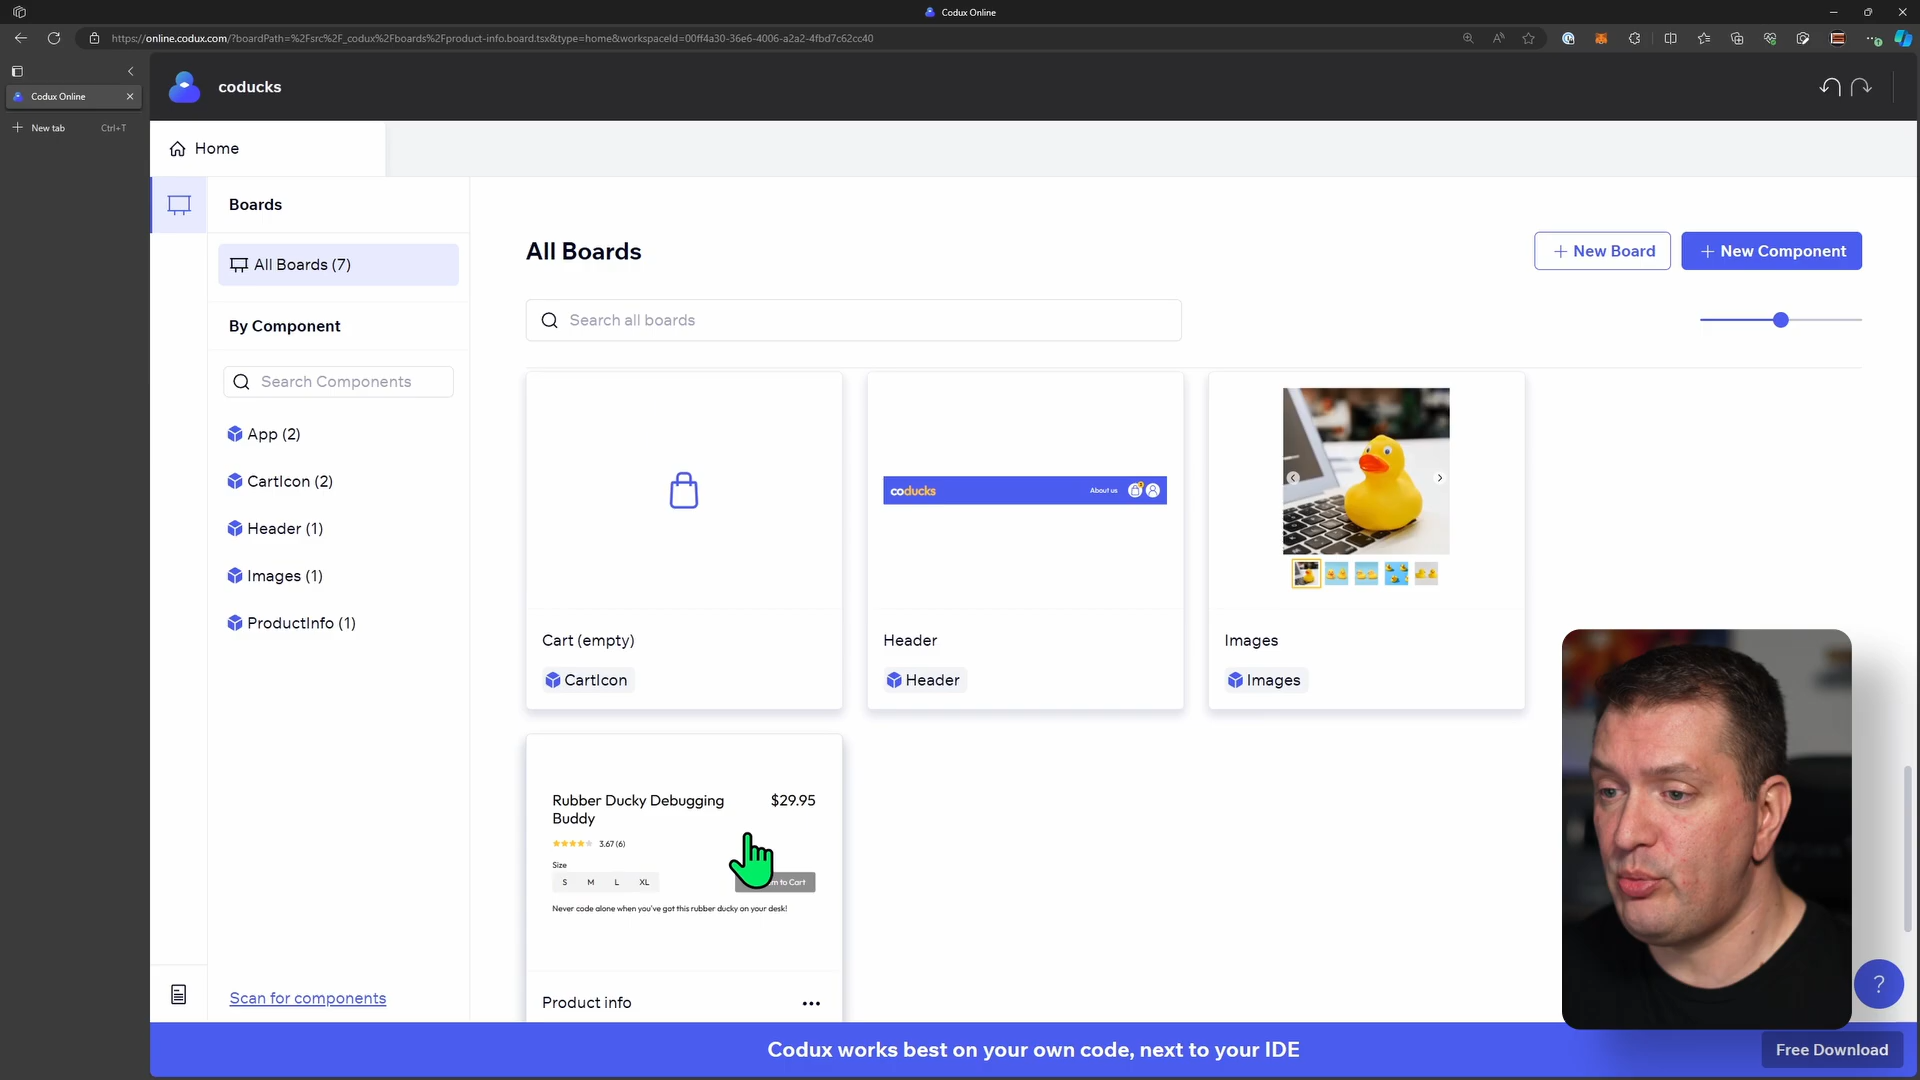 Codux Online
https://online.codux.com/?boardPath=%2Fsrc%2F_codux%2Fboards%2Fproduct-info.board.tsx&type=home&workspaceId=00ff4a30-36e6-4006-a2a2-4fbd7c62cc40
Codux Online
New tab Ctrl+T
coducks
Home
Boards
All Boards (7)
By Component
Search Components
App (2)
CartIcon (2)
Header (1)
Images (1)
ProductInfo (1)
Scan for components
All Boards
New Board
New Component
Search all boards
Cart (empty)
CartIcon
coducks About us
Header
Header
Images
Images
Rubber Ducky Debugging
Buddy
$29.95
3.67 (6)
Size
S M L XL
to Cart
Never code alone when you've got this rubber ducky on your desk!
Product info
Codux works best on your own code, next to your IDE
Free Download
?